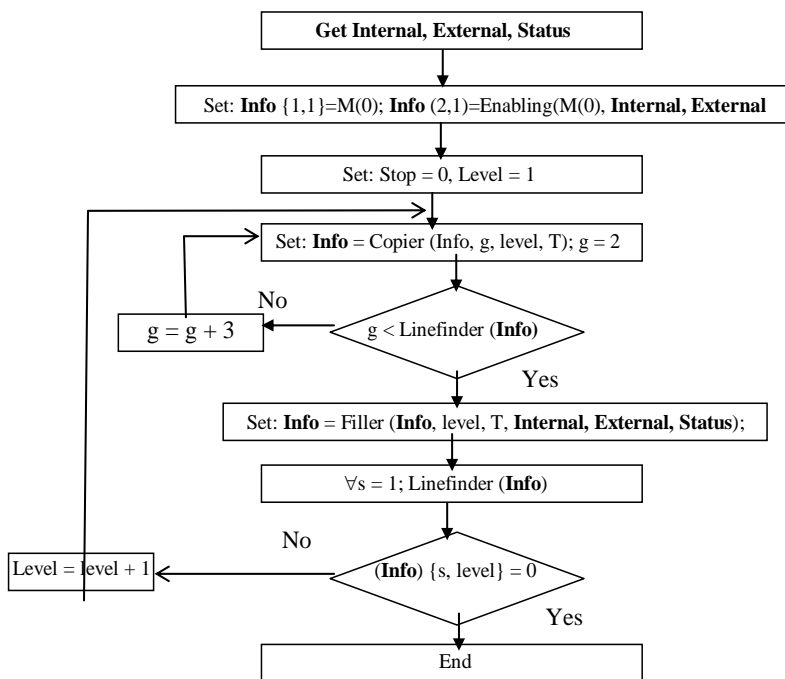 Get Internal, External, Status
Set: Info {1,1}=M(0); Info (2,1)=Enabling(M(0), Internal, External
Set: Stop = 0, Level = 1
Set: Info = Copier (Info, g, level, T); g = 2
No
g = g + 3
g < Linefinder (Info)
Yes
Set: Info = Filler (Info, level, T, Internal, External, Status);
∀s = 1; Linefinder (Info)
No
Level = level + 1
(Info) {s, level} = 0
Yes
End